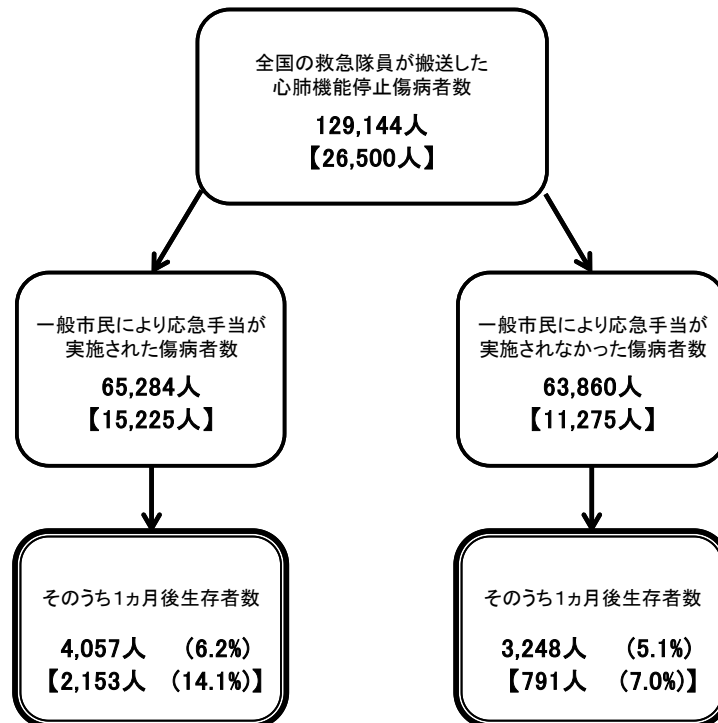 全国の救急隊員が搬送した
心肺機能停止傷病者数
129,144人
【26,500人】
一般市民により応急手当が
実施された傷病者数
65,284人
【15,225人】
一般市民により応急手当が
実施されなかった傷病者数
63,860人
【11,275人】
そのうち１ヵ月後生存者数
4,057人 (6.2%)
【2,153人 (14.1%)】
そのうち１ヵ月後生存者数
3,248人 (5.1%)
【791人 (7.0%)】